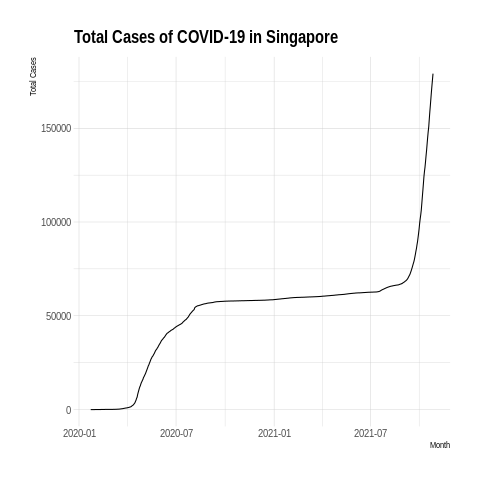 Total Cases of COVID-19 in Singapore
Total Cases
150000
100000
50000
0
2020-01 2020-07 2021-01 2021-07
Month